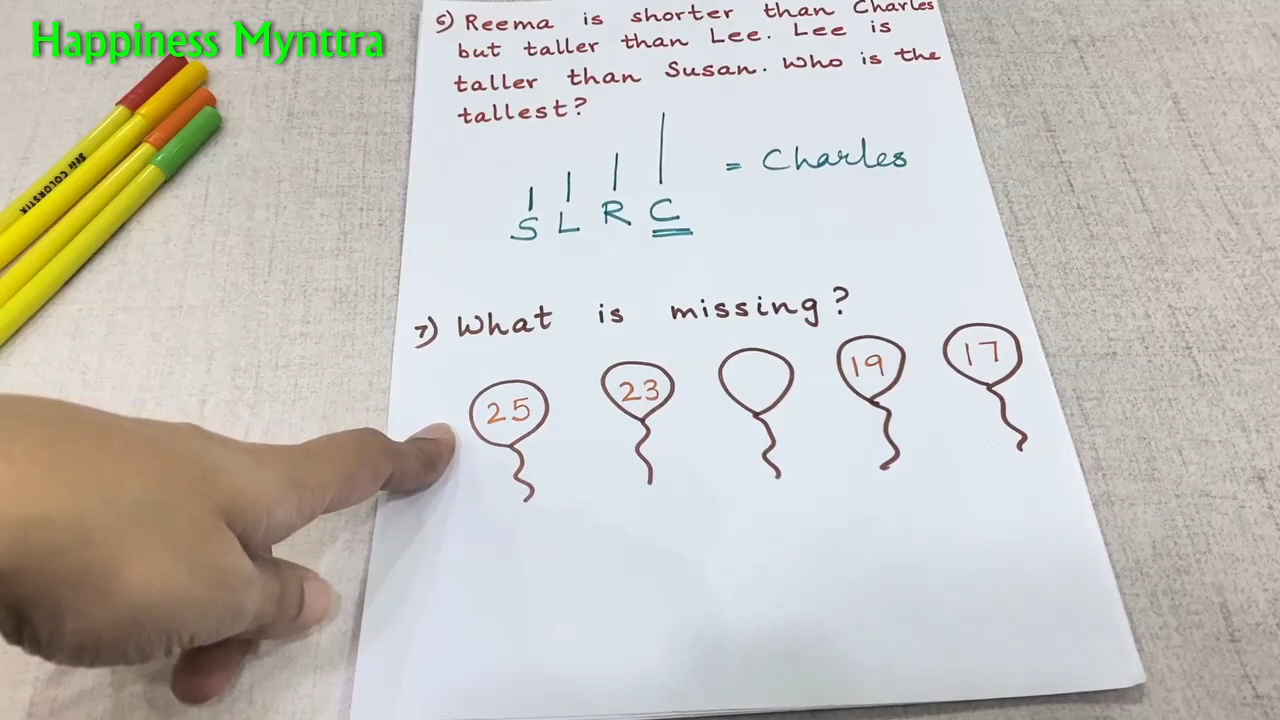 Happiness Mynttra
6) Reema is shorter than Charles
but taller than Lee. Lee is
taller than Susan. Who is the
tallest?
S L R C = Charles
7) What is missing?
25 23 19 17
COLORSTIX